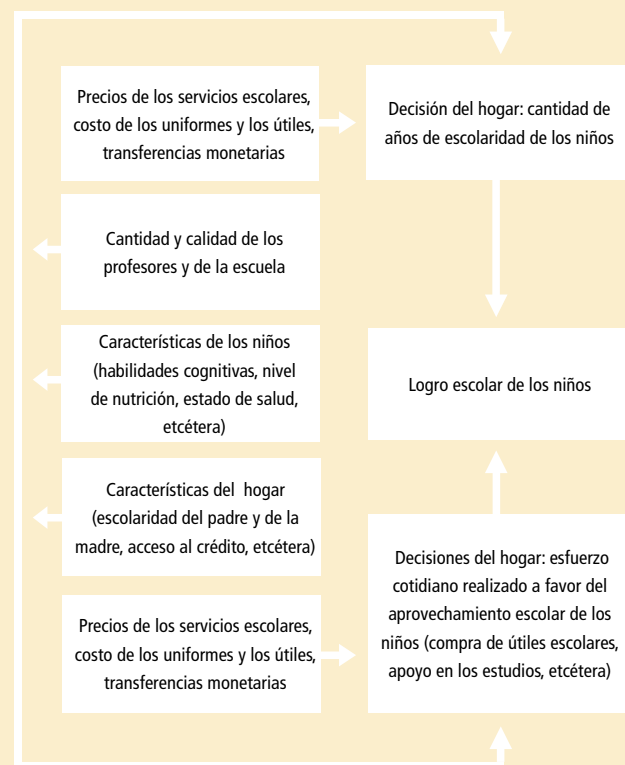 Precios de los servicios escolares,
costo de los uniformes y los útiles,
transferencias monetarias
Decisión del hogar: cantidad de
años de escolaridad de los niños
Cantidad y calidad de los
profesores y de la escuela
Características de los niños
(habilidades cognitivas, nivel
de nutrición, estado de salud,
etcétera)
Logro escolar de los niños
Características del hogar
(escolaridad del padre y de la
madre, acceso al crédito, etcétera)
Decisiones del hogar: esfuerzo
cotidiano realizado a favor del
aprovechamiento escolar de los
niños (compra de útiles escolares,
apoyo en los estudios, etcétera)
Precios de los servicios escolares,
costo de los uniformes y los útiles,
transferencias monetarias